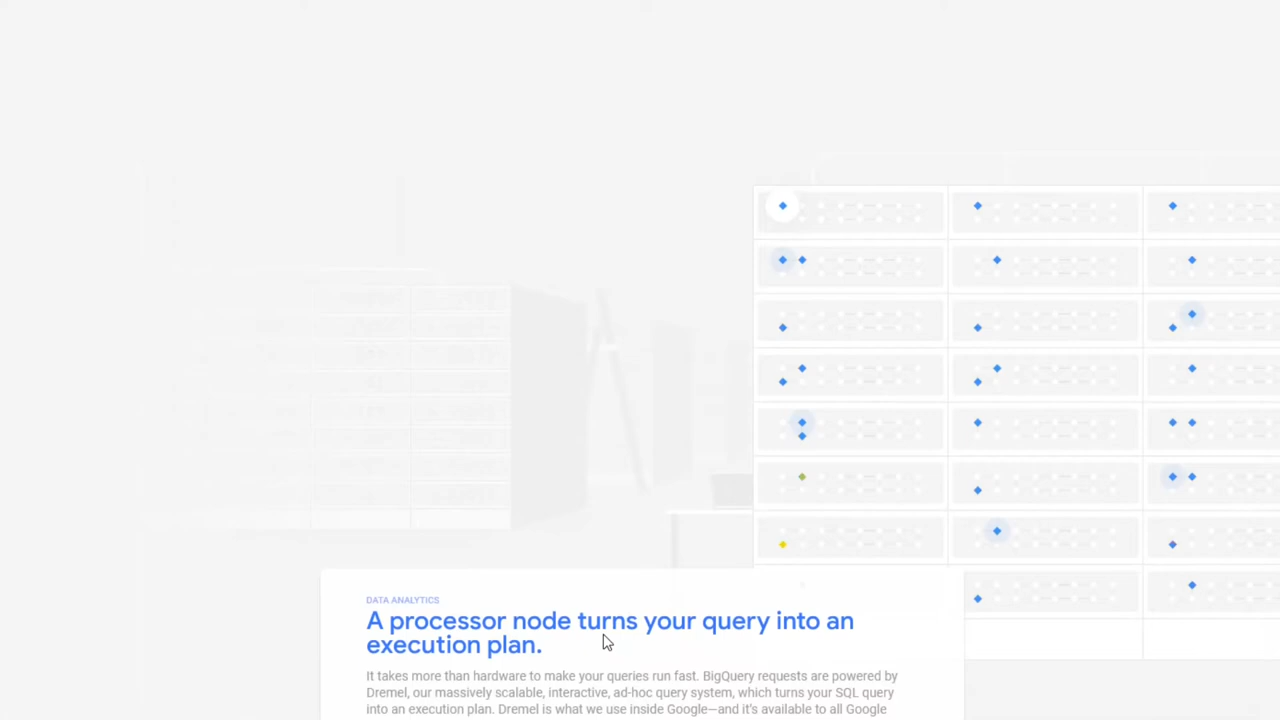 DATA ANALYTICS
A processor node turns your query into an
execution plan.
It takes more than hardware to make your queries run fast. BigQuery requests are powered by
Dremel, our massively scalable, interactive, ad-hoc query system, which turns your SQL query
into an execution plan. Dremel is what we use inside Google—and it's available to all Google